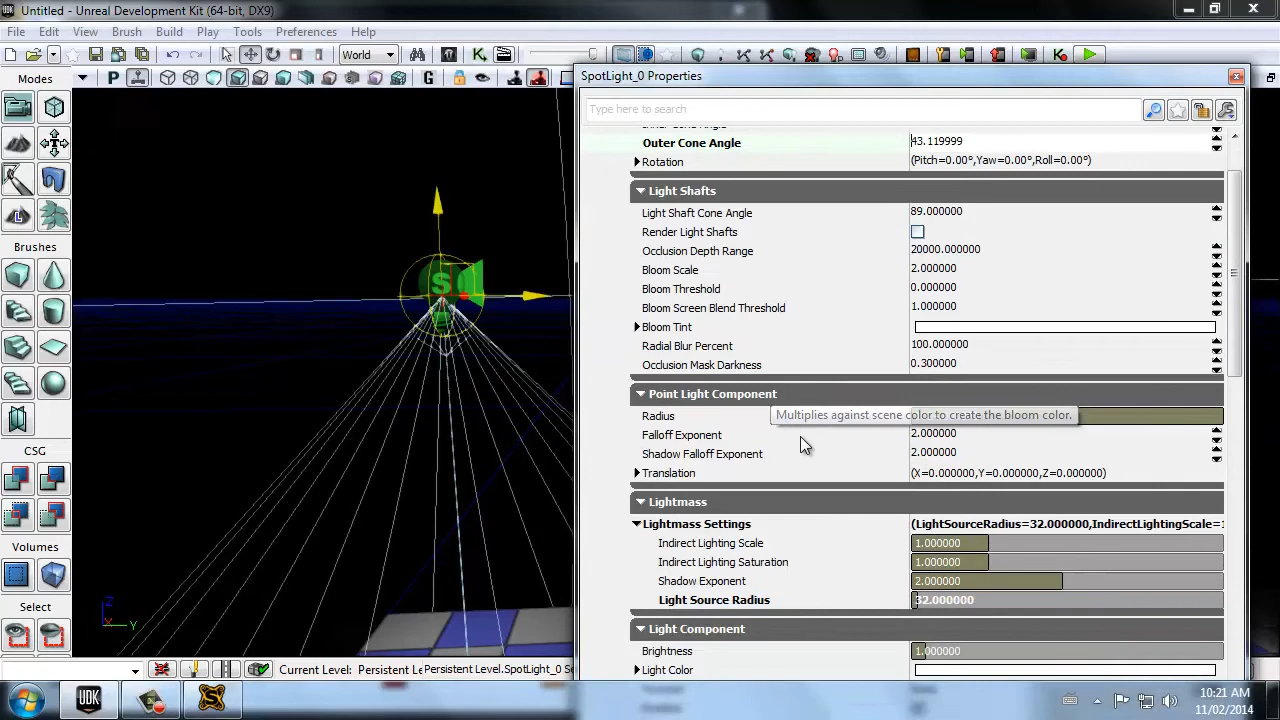 Untitled - Unreal Development Kit (64-bit, DX9)
File Edit View Brush Build Play Tools Preferences Help
World
Modes
P
G
SpotLight_0 Properties
Type here to search
Outer Cone Angle 43.119999
Rotation (Pitch=0.00°,Yaw=0.00°,Roll=0.00°)
Light Shafts
Light Shaft Cone Angle 89.000000
Render Light Shafts
Occlusion Depth Range 20000.000000
Bloom Scale 2.000000
Bloom Threshold 0.000000
Bloom Screen Blend Threshold 1.000000
Bloom Tint
Radial Blur Percent 100.000000
Occlusion Mask Darkness 0.300000
Point Light Component
Radius
Multiplies against scene color to create the bloom color.
Falloff Exponent 2.000000
Shadow Falloff Exponent 2.000000
Translation (X=0.000000,Y=0.000000,Z=0.000000)
Lightmass
Lightmass Settings (LightSourceRadius=32.000000,IndirectLightingScale=1
Indirect Lighting Scale 1.000000
Indirect Lighting Saturation 1.000000
Shadow Exponent 2.000000
Light Source Radius 32.000000
Light Component
Brightness 1.000000
Light Color
Brushes
CSG
Volumes
Select
S
Z
X
Y
Current Level: Persistent L Persistent Level.SpotLight_0 Se
UDK
10:21 AM
11/02/2014